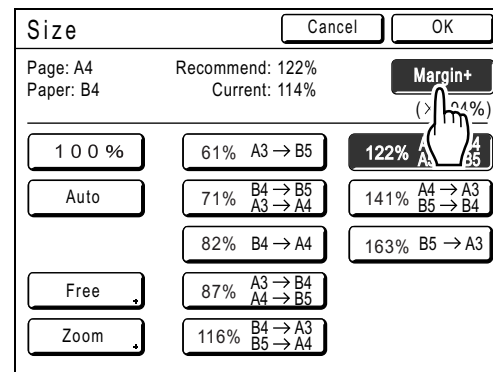 Size
Cancel
OK
Page: A4
Paper: B4
Recommend: 122%
Current: 114%
Margin+
100%
61% A3 → B5
122%
Auto
71% B4 → B5
A3 → A4
141% A4 → A3
B5 → B4
82% B4 → A4
163% B5 → A3
Free
87% A3 → B4
A4 → B5
Zoom
116% B4 → A3
B5 → A4